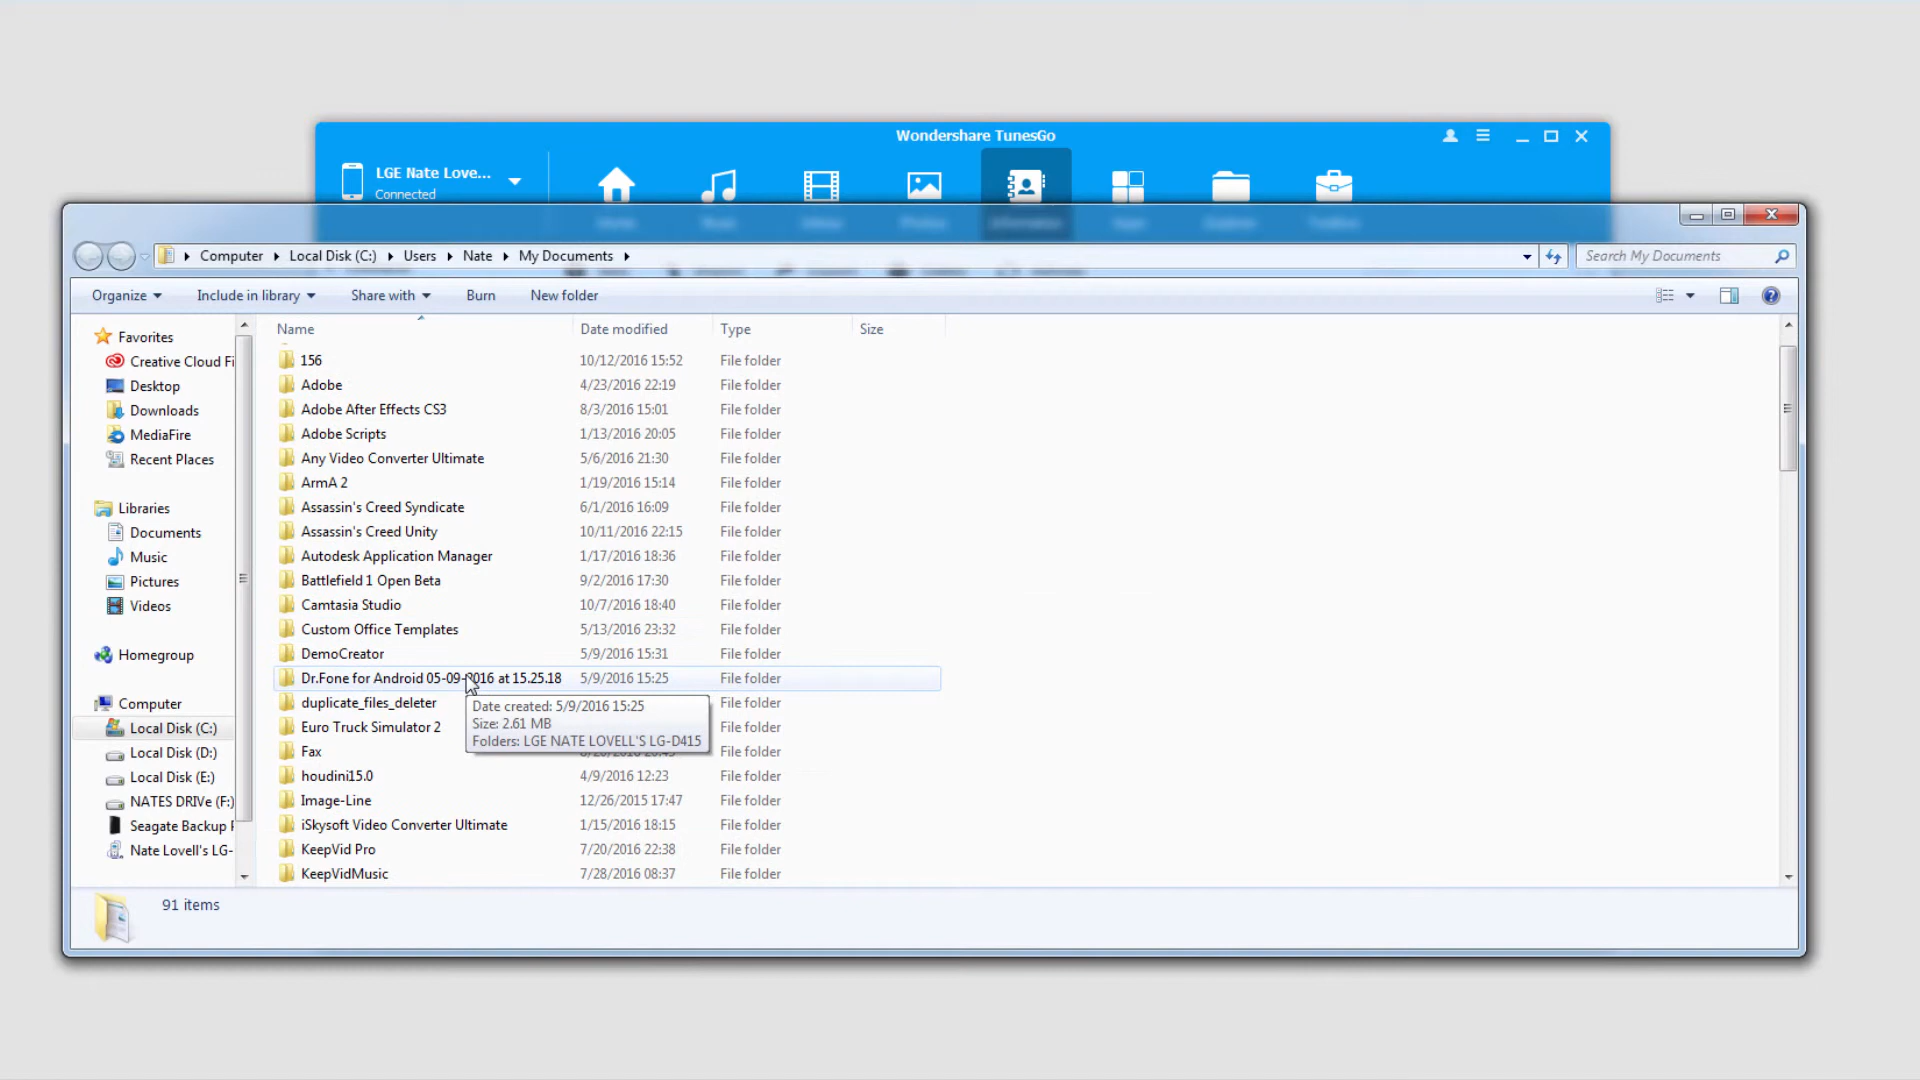 Wondershare TunesGo
LGE Nate Love...
Connected
Computer Local Disk (C:) Users Nate My Documents
Search My Documents
Organize Include in library Share with Burn New folder
Name Date modified Type Size
Favorites
Creative Cloud Fi
Desktop
Downloads
MediaFire
Recent Places
Libraries
Documents
Music
Pictures
Videos
Homegroup
Computer
Local Disk (C:)
Local Disk (D:)
Local Disk (E:)
NATES DRIVe (F:)
Seagate Backup
Nate Lovell's LG-
156 10/12/2016 15:52 File folder
Adobe 4/23/2016 22:19 File folder
Adobe After Effects CS3 8/3/2016 15:01 File folder
Adobe Scripts 1/13/2016 20:05 File folder
Any Video Converter Ultimate 5/6/2016 21:30 File folder
ArmA 2 1/19/2016 15:14 File folder
Assassin's Creed Syndicate 6/1/2016 16:09 File folder
Assassin's Creed Unity 10/11/2016 22:15 File folder
Autodesk Application Manager 1/17/2016 18:36 File folder
Battlefield 1 Open Beta 9/2/2016 17:30 File folder
Camtasia Studio 10/7/2016 18:40 File folder
Custom Office Templates 5/13/2016 23:32 File folder
DemoCreator 5/9/2016 15:31 File folder
Dr.Fone for Android 05-09-2016 at 15.25.18 5/9/2016 15:25 File folder
duplicate_files_deleter File folder
Euro Truck Simulator 2 File folder
Fax File folder
houdini15.0 4/9/2016 12:23 File folder
Image-Line 12/26/2015 17:47 File folder
iSkysoft Video Converter Ultimate 1/15/2016 18:15 File folder
KeepVid Pro 7/20/2016 22:38 File folder
KeepVidMusic 7/28/2016 08:37 File folder
Date created: 5/9/2016 15:25
Size: 2.61 MB
Folders: LGE NATE LOVELL'S LG-D415
91 items